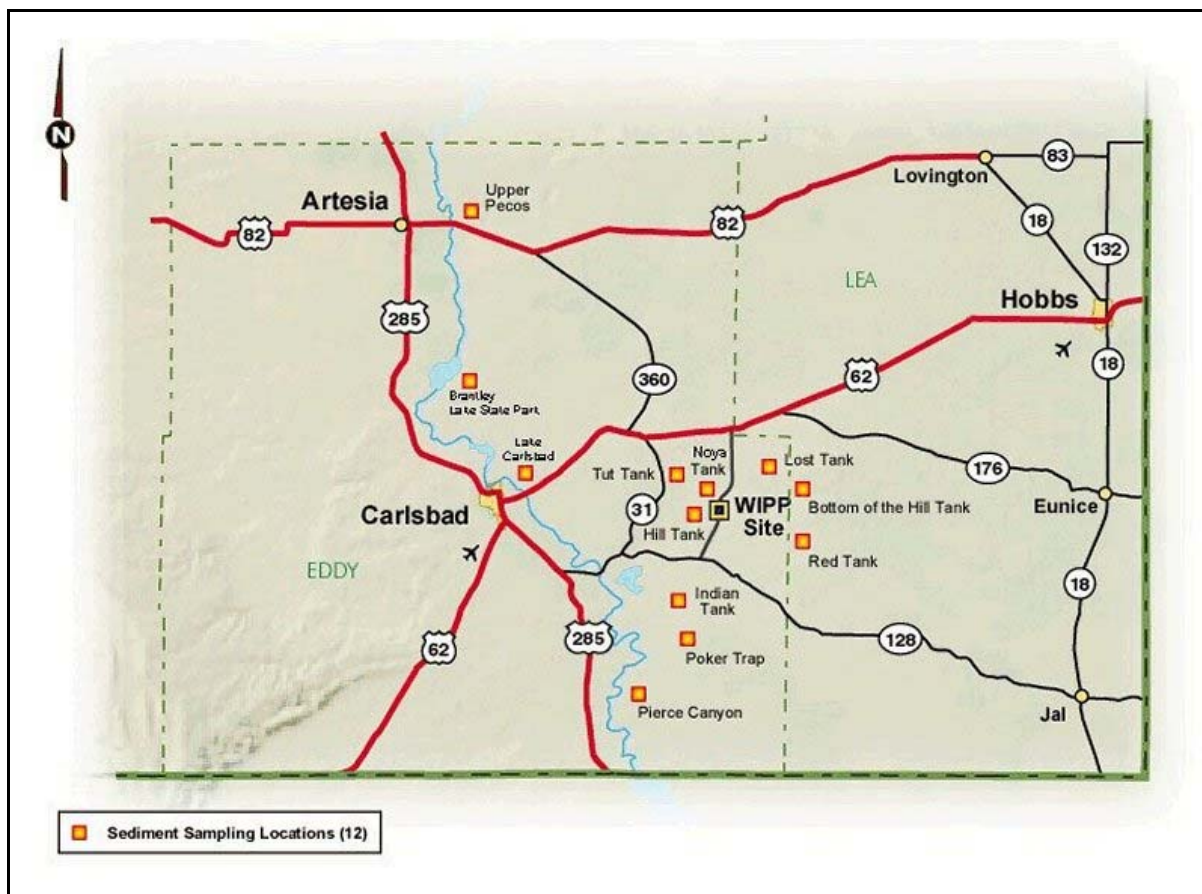 N
Artesia
Upper
Pecos
Lovington
83
82
82
18
132
LEA
Hobbs
285
360
62
18
Brantley
Lake State Park
Lake
Carlsbad
Tut Tank
Noya
Tank
Lost Tank
176
Carlsbad
31
Hill Tank
WIPP
Site
Bottom of the Hill Tank
Eunice
EDDY
Red Tank
18
Indian
Tank
62
285
Poker Trap
128
Pierce Canyon
Jal
Sediment Sampling Locations (12)